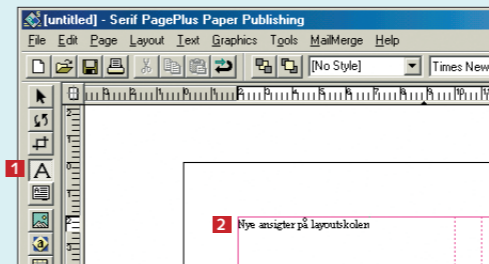 [untitled] - Serif PagePlus Paper Publishing
File Edit Page Layout Text Graphics Tools MailMerge Help
[No Style] Times New
1
A
2 Nye ansigter på layoutskolen